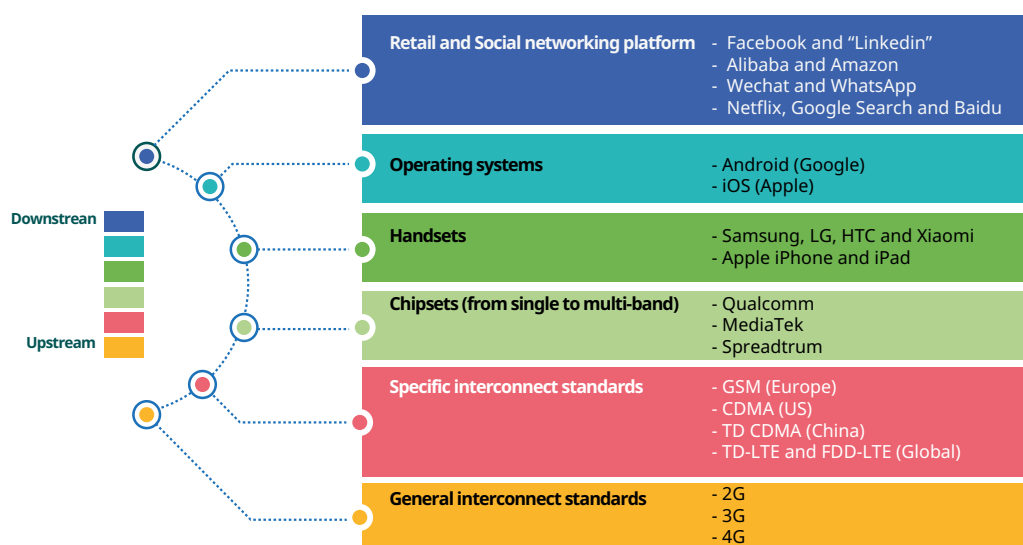 Retail and Social networking platform
- Facebook and “Linkedin”
- Alibaba and Amazon
- Wechat and WhatsApp
- Netflix, Google Search and Baidu
Operating systems
- Android (Google)
- iOS (Apple)
Downstrean
Upstream
Handsets
- Samsung, LG, HTC and Xiaomi
- Apple iPhone and iPad
Chipsets (from single to multi-band)
- Qualcomm
- MediaTek
- Spreadtrum
Specific interconnect standards
- GSM (Europe)
- CDMA (US)
- TD CDMA (China)
- TD-LTE and FDD-LTE (Global)
General interconnect standards
- 2G
- 3G
- 4G